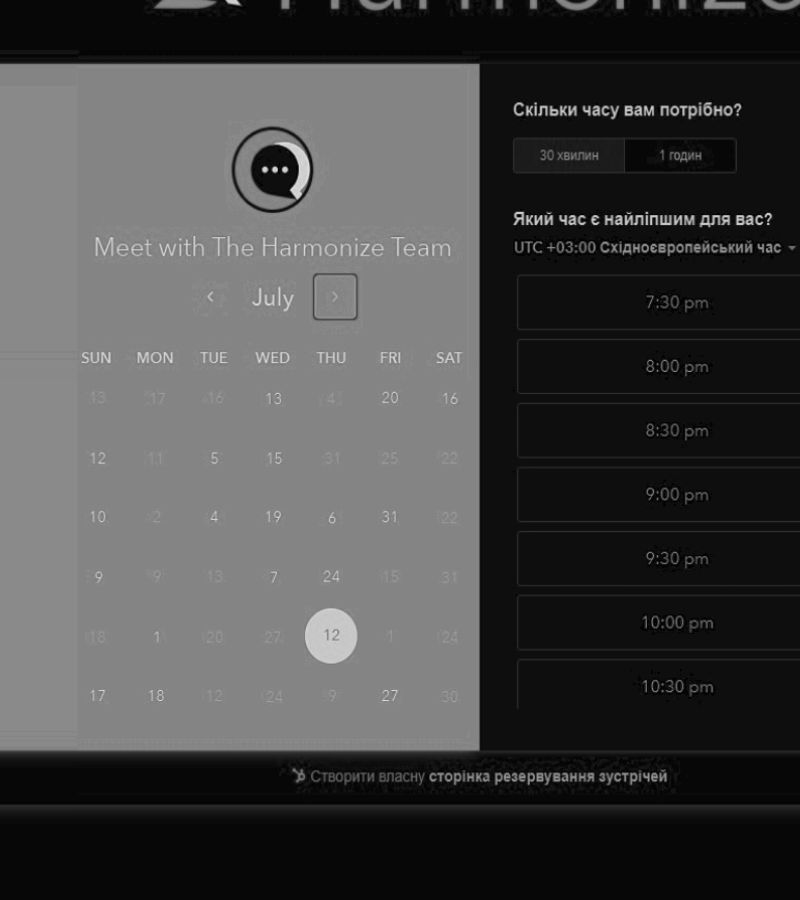 Harmonize
Meet with The Harmonize Team
July
SUN MON TUE WED THU FRI SAT
13 17 16 13 4 20 16
12 11 5 15 31 25 22
10 2 4 19 6 31 22
9 9 13 7 24 15 31
18 1 20 27 12 1 24
17 18 12 24 9 27 30
Скільки часу вам потрібно?
30 хвилин 1 годин
Який час є найліпшим для вас?
UTC +03:00 Східноєвропейський час
7:30 pm
8:00 pm
8:30 pm
9:00 pm
9:30 pm
10:00 pm
10:30 pm
Створити власну сторінка резервування зустрічей